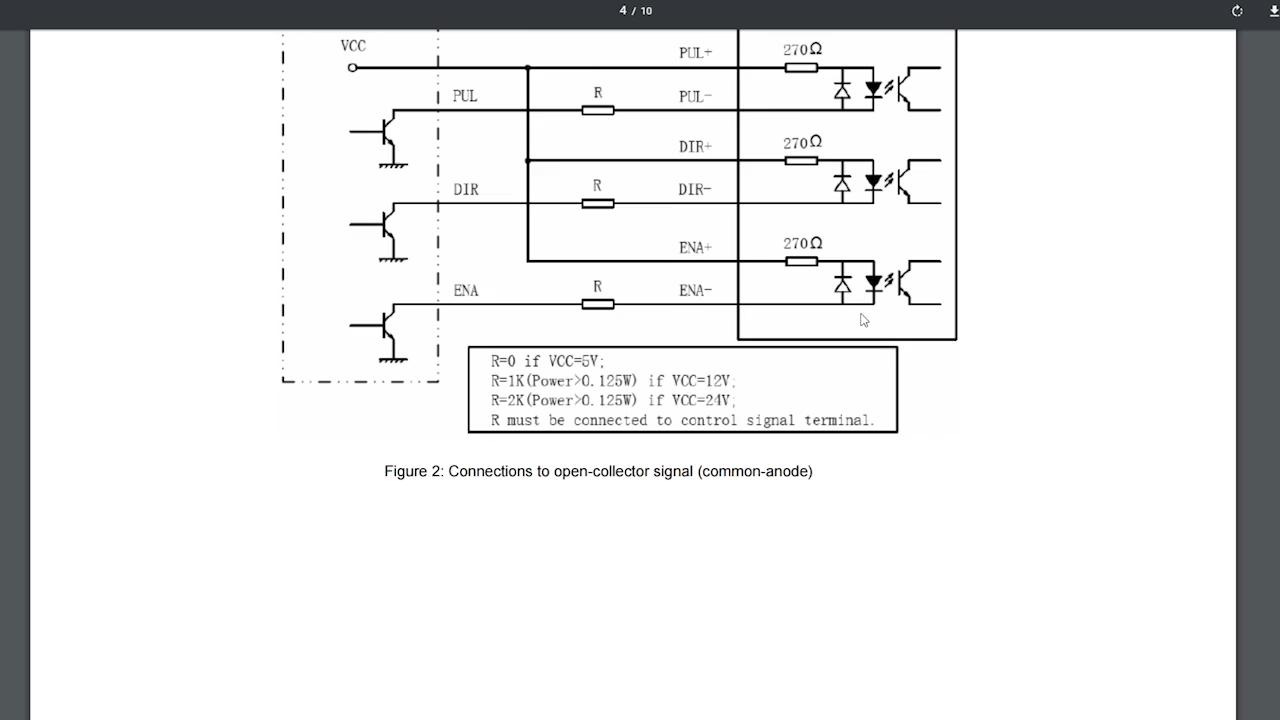 4 / 10
VCC
PUL+
270Ω
PUL
R
PUL-
DIR+
270Ω
DIR
R
DIR-
ENA+
270Ω
ENA
R
ENA-
R=0 if VCC=5V;
R=1K(Power>0.125W) if VCC=12V;
R=2K(Power>0.125W) if VCC=24V;
R must be connected to control signal terminal.
Figure 2: Connections to open-collector signal (common-anode)